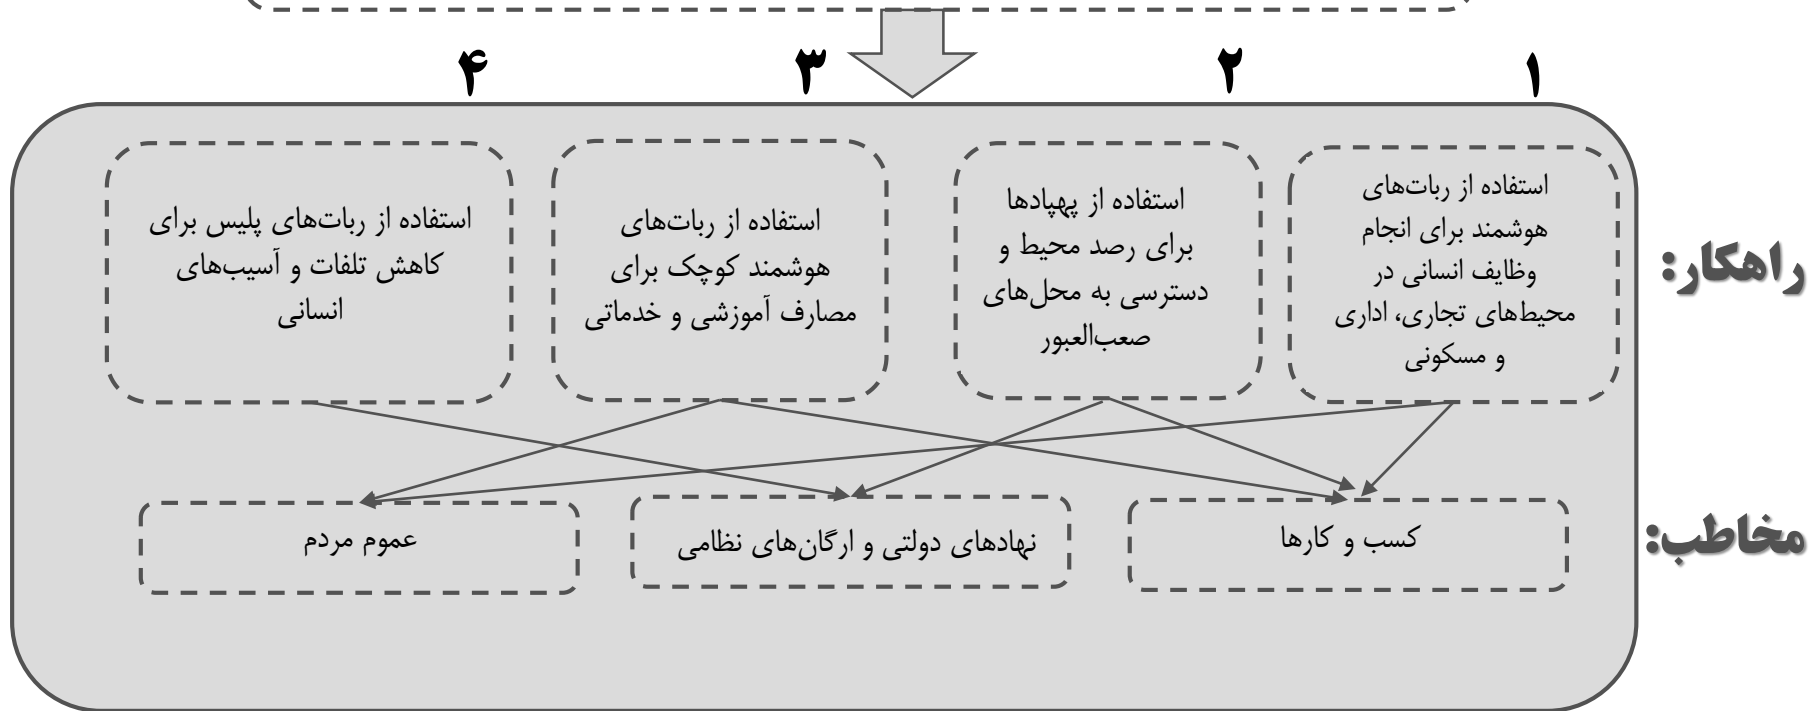 ۱
۲
۳
۴
راهکار:
استفاده از ربات‌های
هوشمند برای انجام
وظایف انسانی در
محیط‌های تجاری، اداری
و مسکونی
استفاده از پهپادها
برای رصد محیط و
دسترسی به محل‌های
صعب‌العبور
استفاده از ربات‌های
هوشمند کوچک برای
مصارف آموزشی و خدماتی
استفاده از ربات‌های پلیس برای
کاهش تلفات و آسیب‌های
انسانی
مخاطب:
کسب و کارها
نهادهای دولتی و ارگان‌های نظامی
عموم مردم